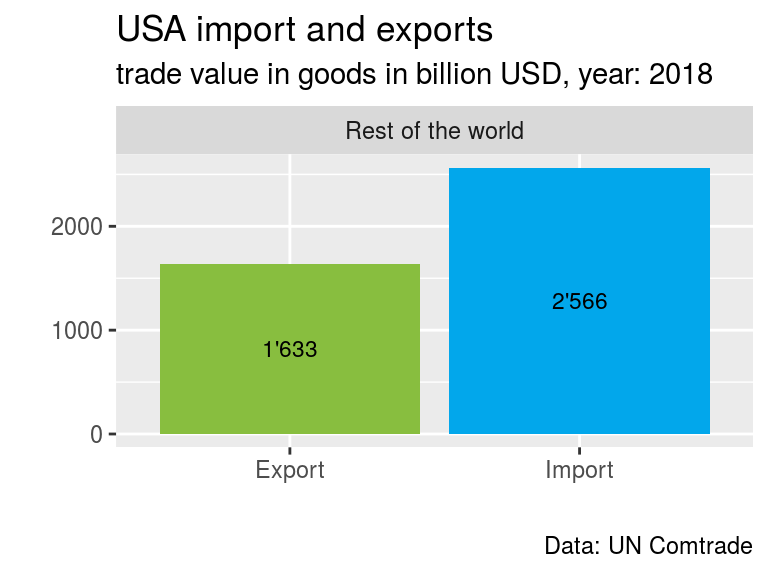 USA import and exports
trade value in goods in billion USD, year: 2018
Rest of the world
2000
1000
0
1'633
2'566
Export
Import
Data: UN Comtrade